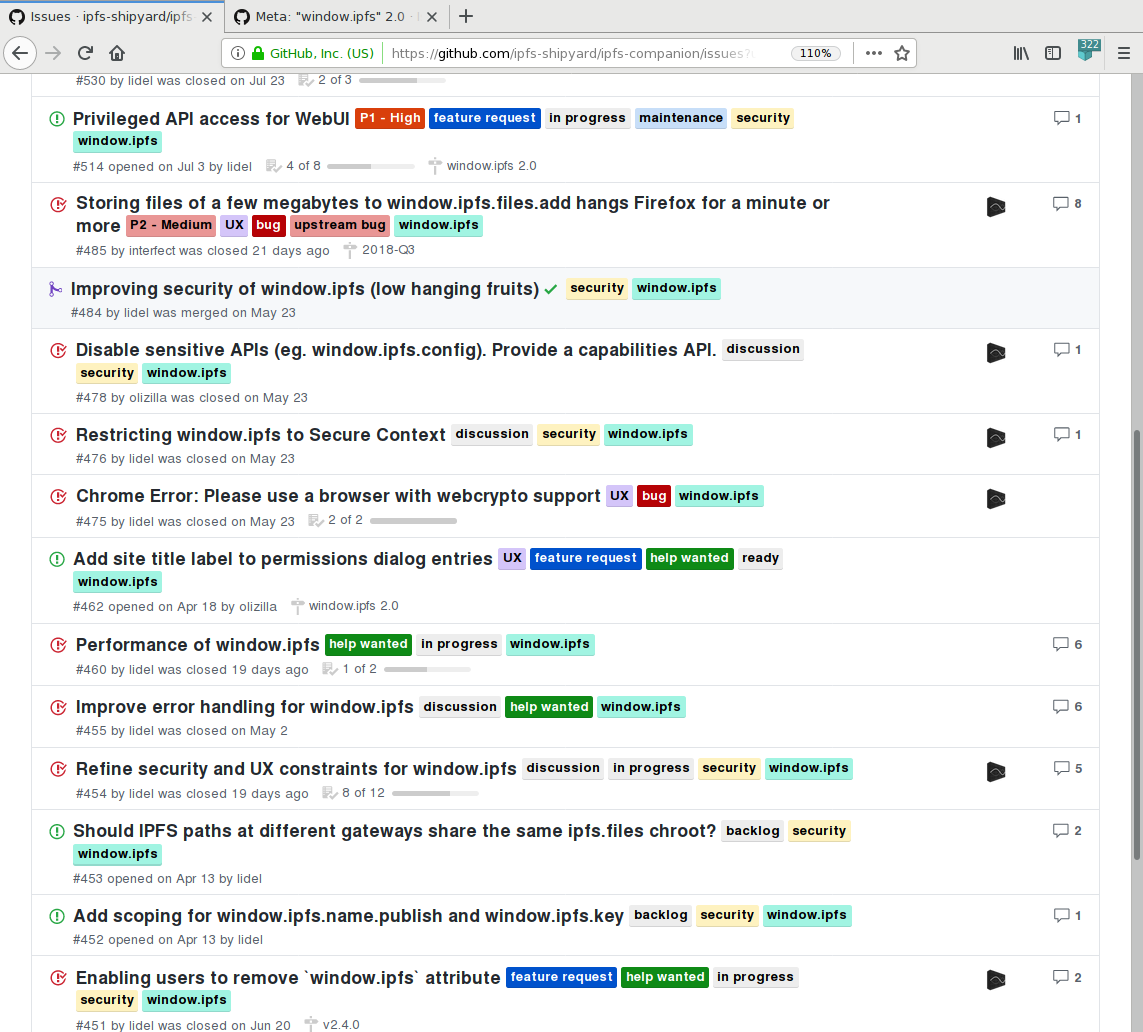 Issues · ipfs-shipyard/ipfs
Meta: "window.ipfs" 2.0 ·
GitHub, Inc. (US)
https://github.com/ipfs-shipyard/ipfs-companion/issues?
110%
322
#530 by lidel was closed on Jul 23 2 of 3
Privileged API access for WebUI P1 - High feature request in progress maintenance security 1
window.ipfs
#514 opened on Jul 3 by lidel 4 of 8 window.ipfs 2.0
Storing files of a few megabytes to window.ipfs.files.add hangs Firefox for a minute or 8
more P2 - Medium UX bug upstream bug window.ipfs
#485 by interfect was closed 21 days ago 2018-Q3
Improving security of window.ipfs (low hanging fruits) security window.ipfs
#484 by lidel was merged on May 23
Disable sensitive APIs (eg. window.ipfs.config). Provide a capabilities API. discussion 1
security window.ipfs
#478 by olizilla was closed on May 23
Restricting window.ipfs to Secure Context discussion security window.ipfs 1
#476 by lidel was closed on May 23
Chrome Error: Please use a browser with webcrypto support UX bug window.ipfs
#475 by lidel was closed on May 23 2 of 2
Add site title label to permissions dialog entries UX feature request help wanted ready
window.ipfs
#462 opened on Apr 18 by olizilla window.ipfs 2.0
Performance of window.ipfs help wanted in progress window.ipfs 6
#460 by lidel was closed 19 days ago 1 of 2
Improve error handling for window.ipfs discussion help wanted window.ipfs 6
#455 by lidel was closed on May 2
Refine security and UX constraints for window.ipfs discussion in progress security window.ipfs 5
#454 by lidel was closed 19 days ago 8 of 12
Should IPFS paths at different gateways share the same ipfs.files chroot? backlog security 2
window.ipfs
#453 opened on Apr 13 by lidel
Add scoping for window.ipfs.name.publish and window.ipfs.key backlog security window.ipfs 1
#452 opened on Apr 13 by lidel
Enabling users to remove `window.ipfs` attribute feature request help wanted in progress 2
security window.ipfs
#451 by lidel was closed on Jun 20 v2.4.0